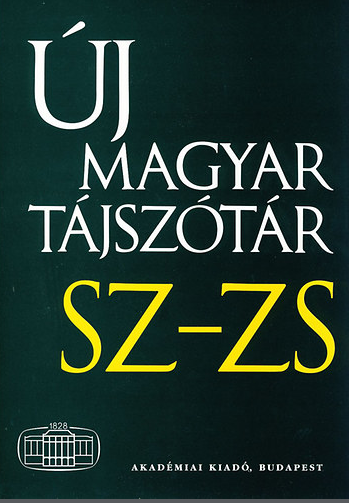 ÚJ
MAGYAR
TÁJSZÓTÁR
SZ–ZS
1828
AKADÉMIAI KIADÓ, BUDAPEST